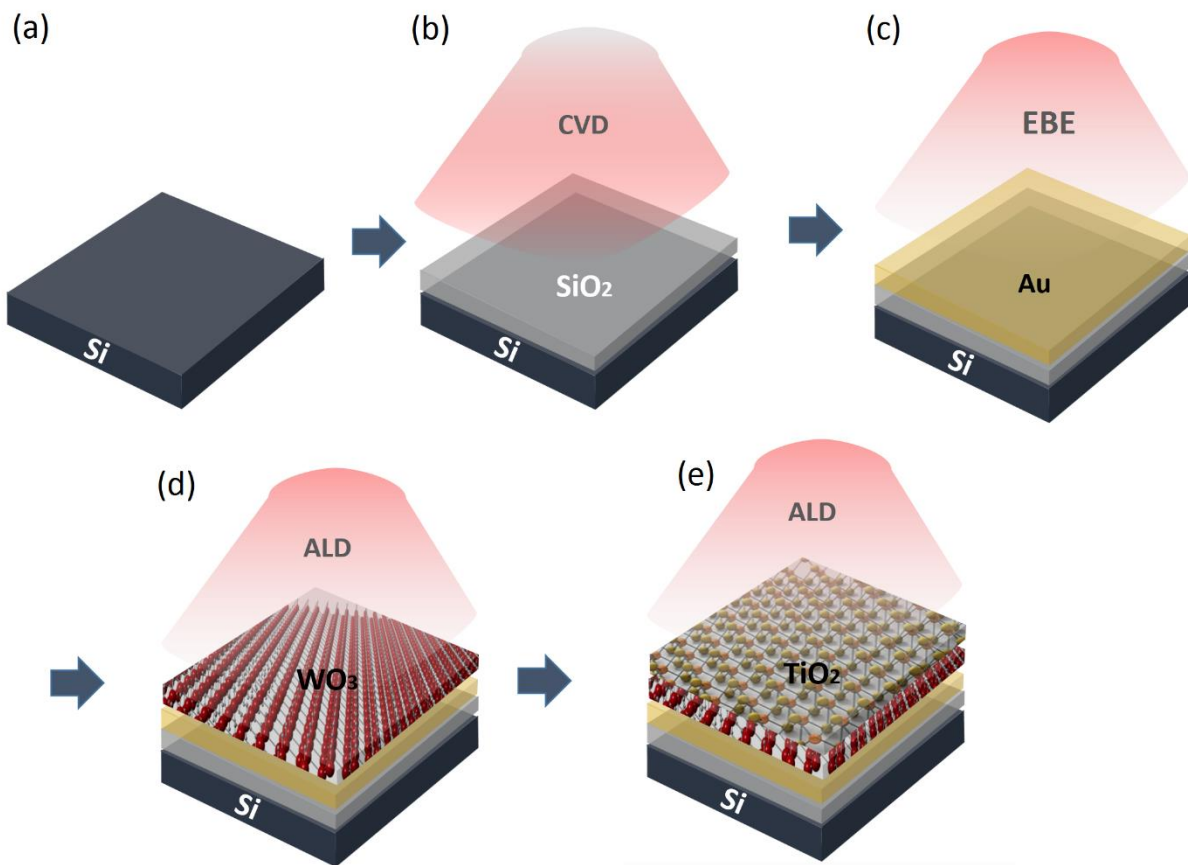 (a)
Si
(b)
CVD
SiO₂
Si
(c)
EBE
Au
Si
(d)
ALD
WO₃
Si
(e)
ALD
TiO₂
Si